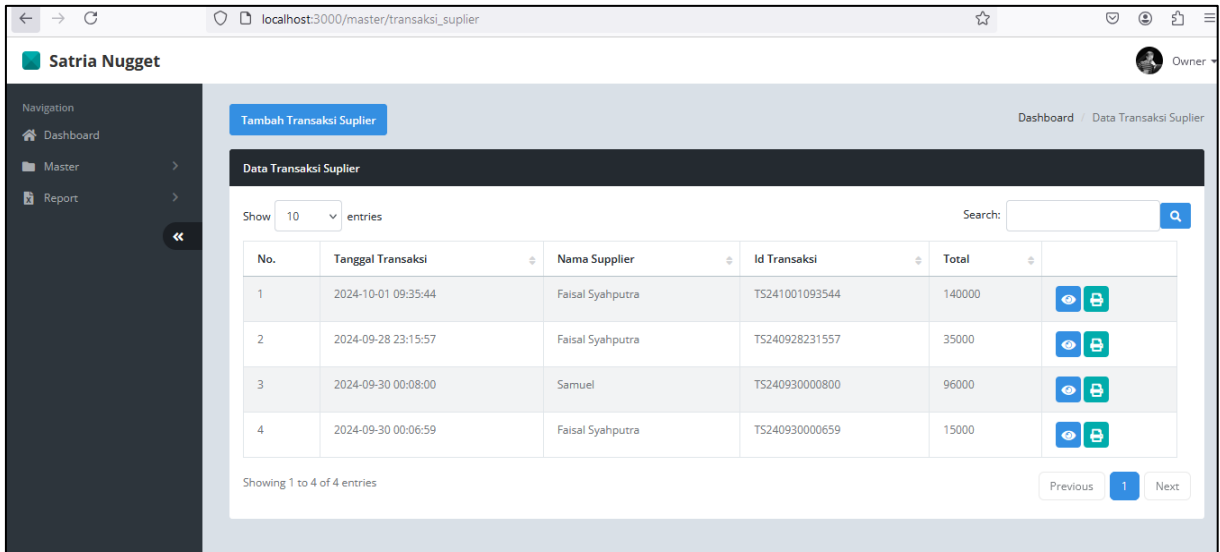 localhost:3000/master/transaksi_suplier
Satria Nugget
Owner
Navigation
Dashboard
Master
Report
Tambah Transaksi Suplier
Dashboard / Data Transaksi Suplier
Data Transaksi Suplier
Show 10 entries
Search:
No. Tanggal Transaksi Nama Supplier Id Transaksi Total
1 2024-10-01 09:35:44 Faisal Syahputra TS241001093544 140000
2 2024-09-28 23:15:57 Faisal Syahputra TS240928231557 35000
3 2024-09-30 00:08:00 Samuel TS240930000800 96000
4 2024-09-30 00:06:59 Faisal Syahputra TS240930000659 15000
Showing 1 to 4 of 4 entries
Previous 1 Next